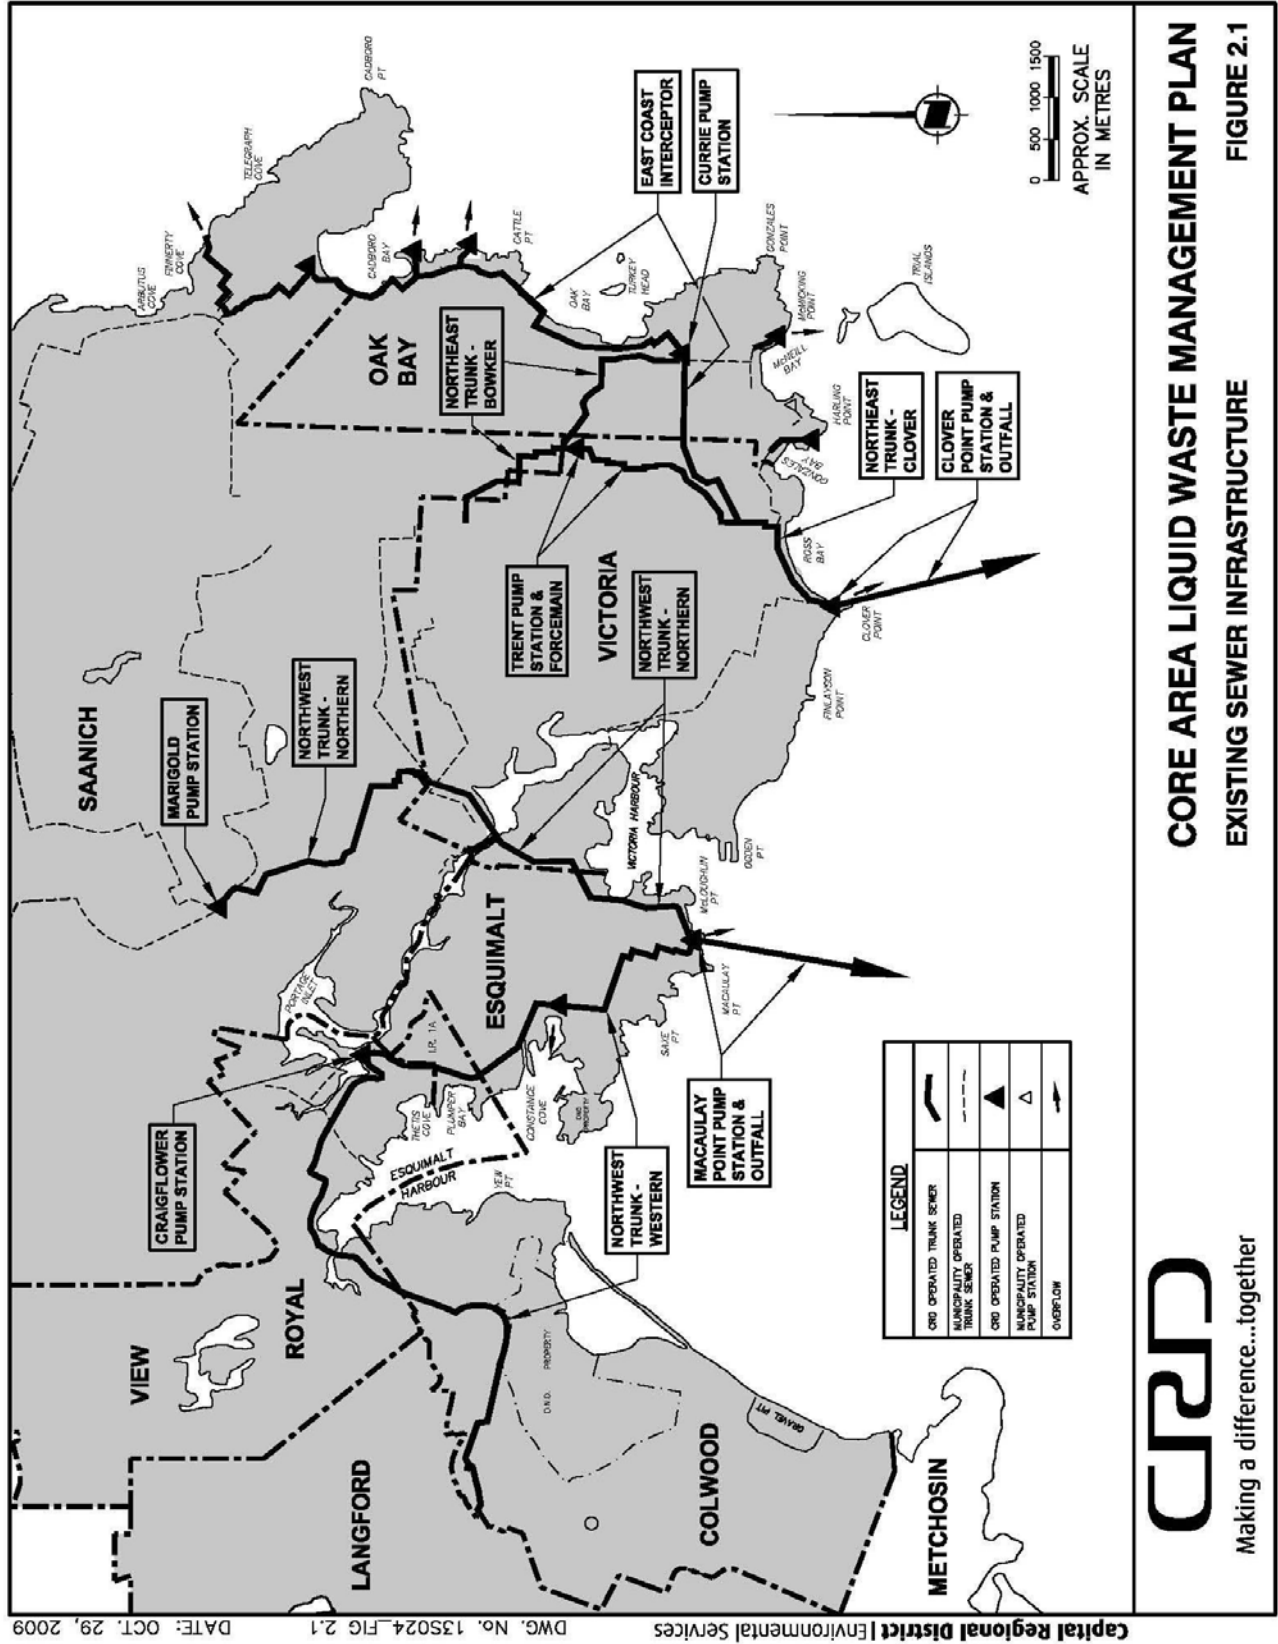 CORE AREA LIQUID WASTE MANAGEMENT PLAN
EXISTING SEWER INFRASTRUCTURE
FIGURE 2.1
CRD
Making a difference...together
Capital Regional District | Environmental Services
DWG. No. 13S024_FIG 2.1
DATE: OCT. 29, 2009
SAANICH
VIEW
ROYAL
LANGFORD
COLWOOD
METCHOSIN
ESQUIMALT
VICTORIA
OAK
BAY
MARIGOLD
PUMP STATION
NORTHWEST
TRUNK -
NORTHERN
CRAIGFLOWER
PUMP STATION
NORTHEAST
TRUNK -
BOWKER
EAST COAST
INTERCEPTOR
CURRIE PUMP
STATION
TRENT PUMP
STATION &
FORCEMAIN
NORTHWEST
TRUNK -
NORTHERN
NORTHEAST
TRUNK -
CLOVER
CLOVER
POINT PUMP
STATION &
OUTFALL
MACAULAY
POINT PUMP
STATION &
OUTFALL
NORTHWEST
TRUNK -
WESTERN
ARBUTUS
COVE
FINNERTY
COVE
TELEGRAPH
COVE
CADBORO
PT
CADBORO
BAY
CATTLE
PT
OAK
BAY
TURKEY
HEAD
GONZALES
POINT
McMICKING
POINT
TRIAL
ISLANDS
McNEILL
BAY
HARLING
POINT
GONZALES
BAY
ROSS
BAY
CLOVER
POINT
FINLAYSON
POINT
VICTORIA HARBOUR
OGDEN
PT
McLOUGHLIN
PT
MACAULAY
PT
SAXE
PT
PORTAGE
INLET
I.R. 1A
THETIS
COVE
PLUMPER
BAY
CONSTANCE
COVE
DND
PROPERTY
ESQUIMALT
HARBOUR
YEW
PT
D.N.D. PROPERTY
GRAVEL PIT
LEGEND
CRD OPERATED TRUNK SEWER
MUNICIPALITY OPERATED
TRUNK SEWER
CRD OPERATED PUMP STATION
MUNICIPALITY OPERATED
PUMP STATION
OVERFLOW
0 500 1000 1500
APPROX. SCALE
IN METRES